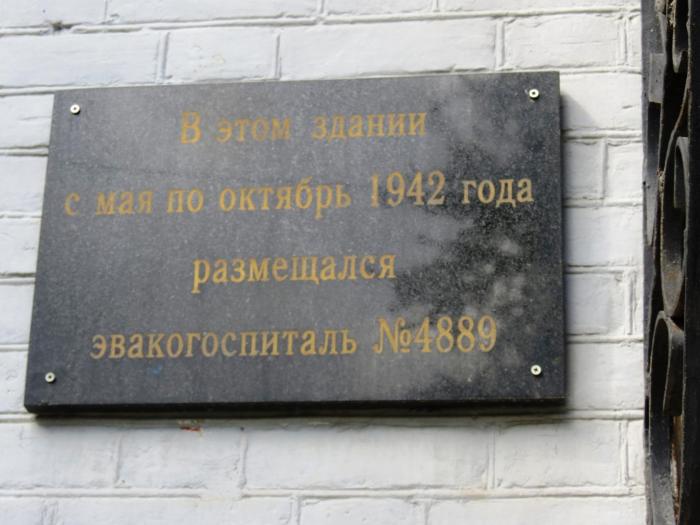 В этом здании
с мая по октябрь 1942 года
размещался
эвакогоспиталь №4889